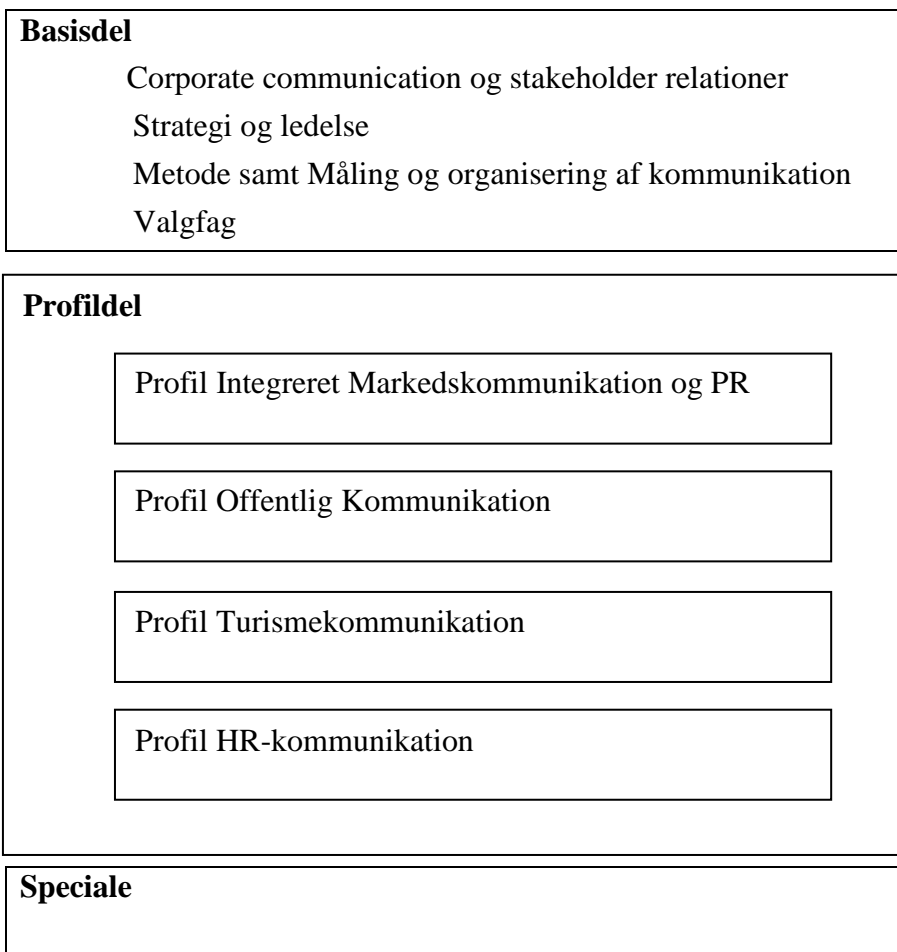 Basisdel
Corporate communication og stakeholder relationer
Strategi og ledelse
Metode samt Måling og organisering af kommunikation
Valgfag
Profildel
Profil Integreret Markedskommunikation og PR
Profil Offentlig Kommunikation
Profil Turismekommunikation
Profil HR-kommunikation
Speciale